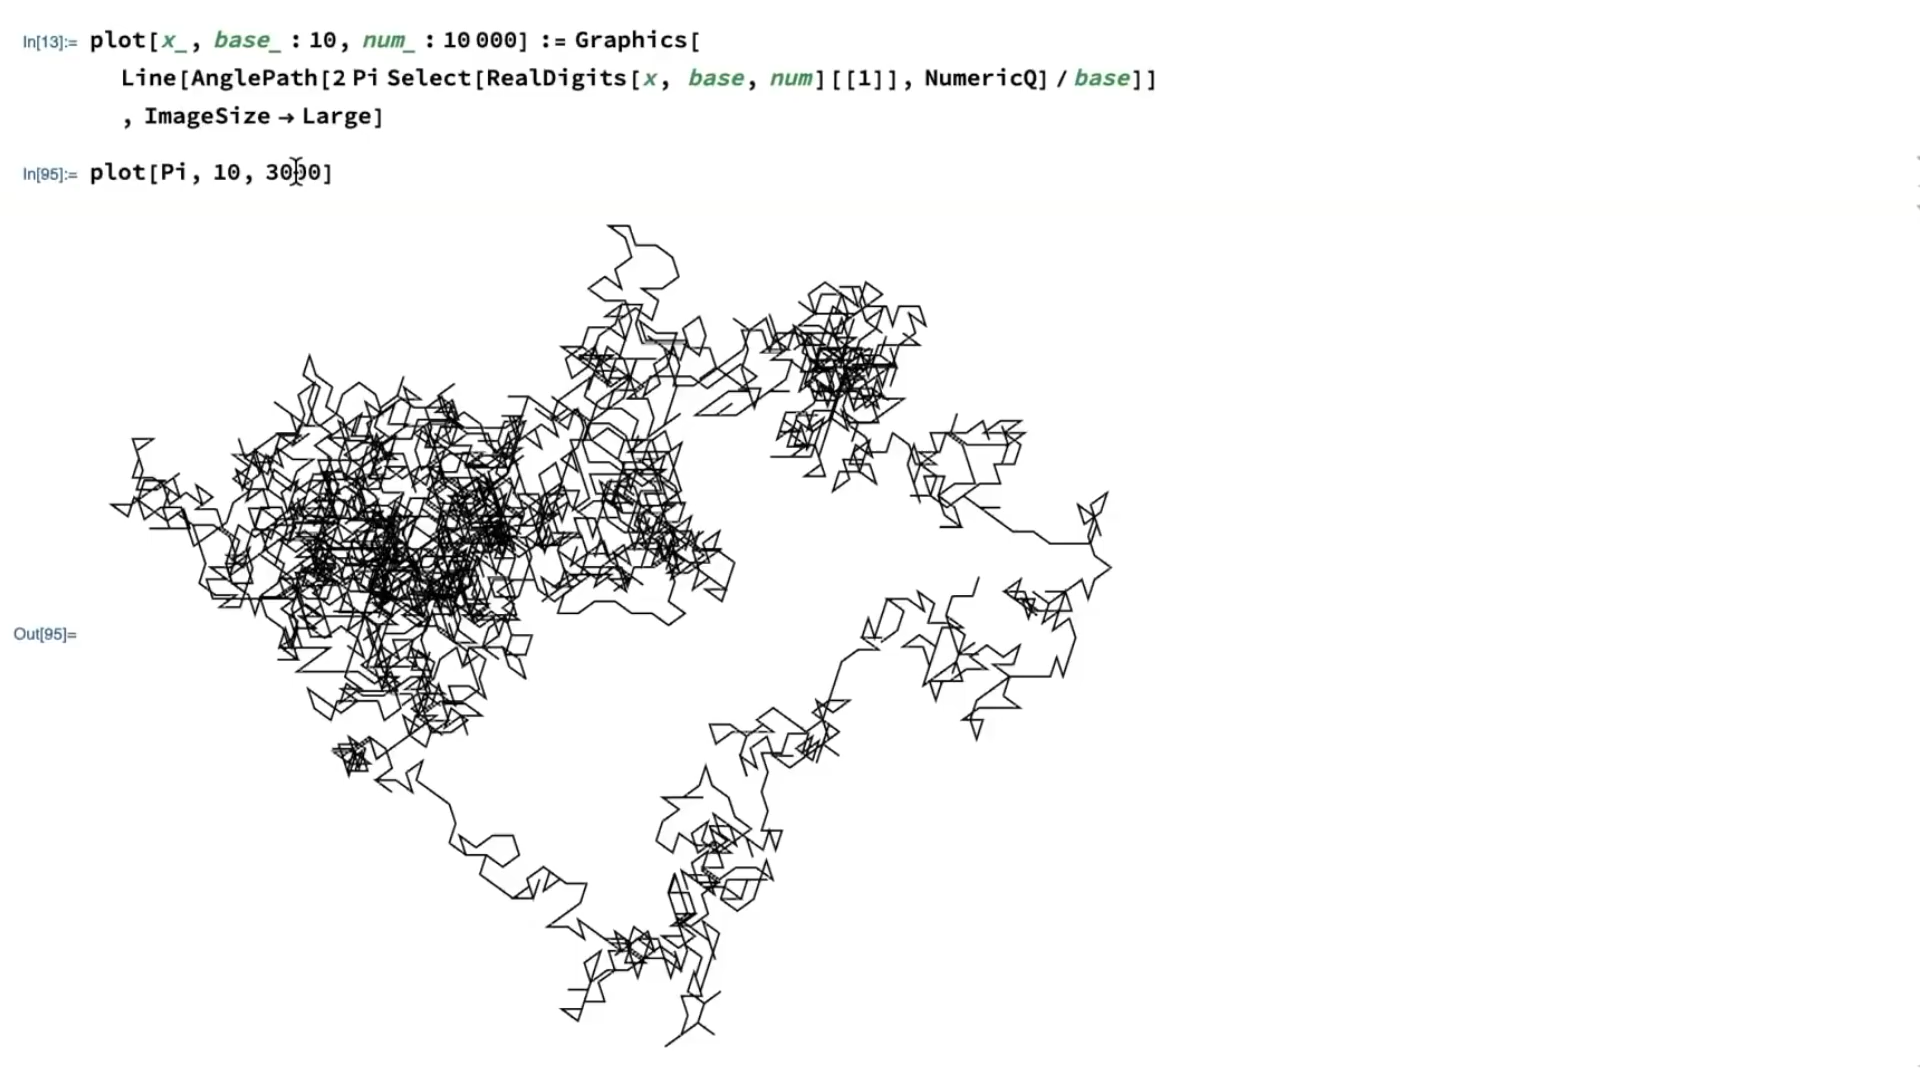 In[13]:= plot[x_, base_ : 10, num_ : 10 000] := Graphics[
Line[AnglePath[2 Pi Select[RealDigits[x, base, num][[1]], NumericQ] / base]]
, ImageSize → Large]
In[95]:= plot[Pi, 10, 3000]
Out[95]=